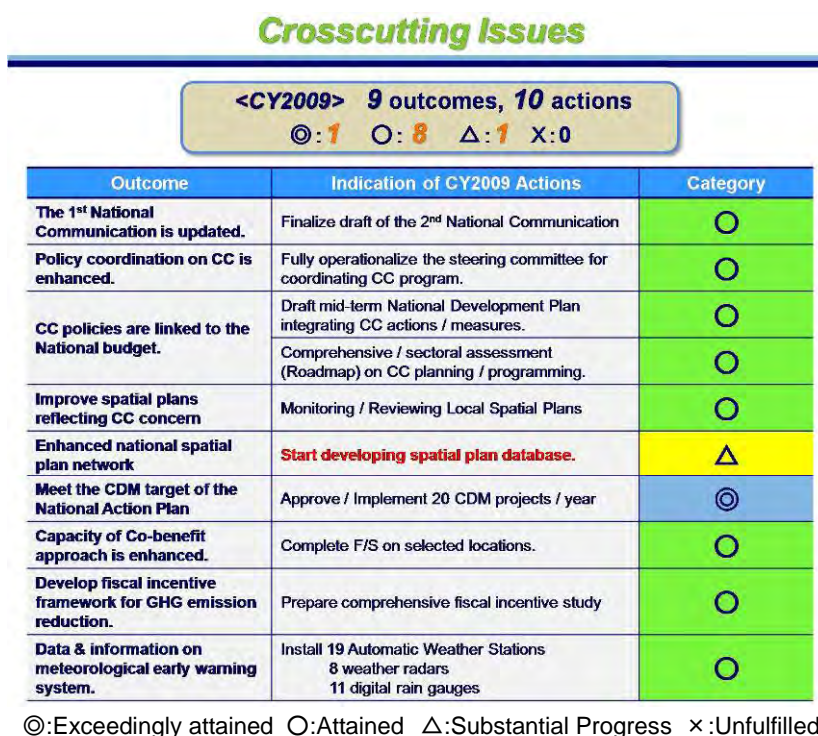 Crosscutting Issues
<CY2009> 9 outcomes, 10 actions
◎:1 ○:8 △:1 X:0
Outcome Indication of CY2009 Actions Category
The 1st National
Communication is updated.
Finalize draft of the 2nd National Communication
○
Policy coordination on CC is
enhanced.
Fully operationalize the steering committee for
coordinating CC program.
○
CC policies are linked to the
National budget.
Draft mid-term National Development Plan
integrating CC actions / measures.
○
Comprehensive / sectoral assessment
(Roadmap) on CC planning / programming.
○
Improve spatial plans
reflecting CC concern
Monitoring / Reviewing Local Spatial Plans
○
Enhanced national spatial
plan network
Start developing spatial plan database.
△
Meet the CDM target of the
National Action Plan
Approve / Implement 20 CDM projects / year
◎
Capacity of Co-benefit
approach is enhanced.
Complete F/S on selected locations.
○
Develop fiscal incentive
framework for GHG emission
reduction.
Prepare comprehensive fiscal incentive study
○
Data & information on
meteorological early warning
system.
Install 19 Automatic Weather Stations
8 weather radars
11 digital rain gauges
○
◎:Exceedingly attained ○:Attained △:Substantial Progress ×:Unfulfilled